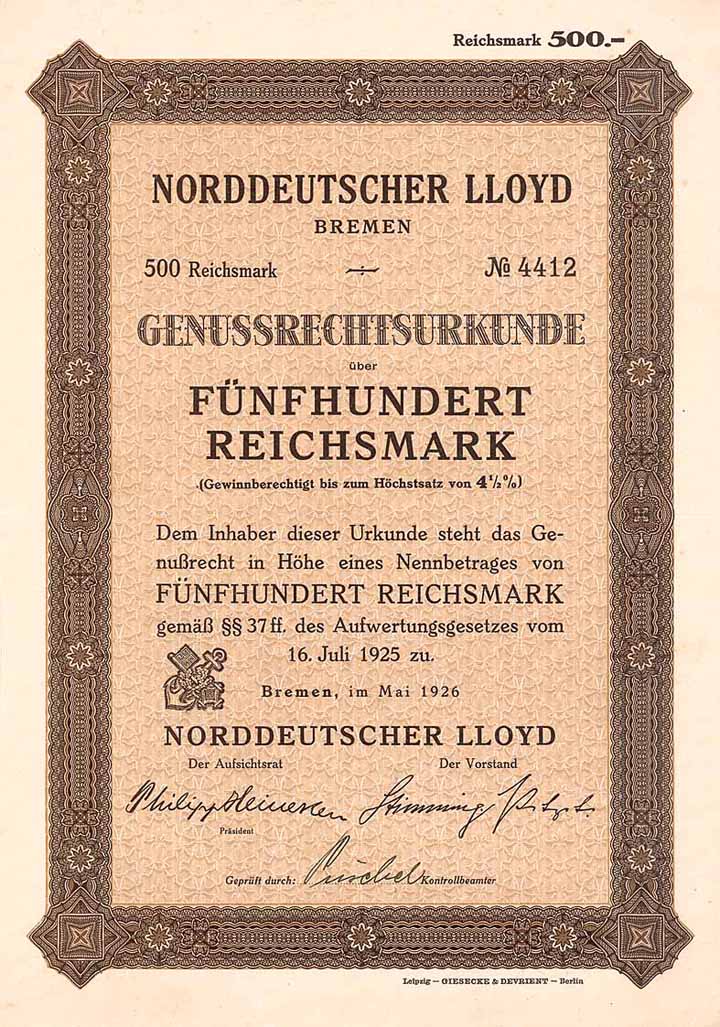 Reichsmark 500.–
NORDDEUTSCHER LLOYD
BREMEN
500 Reichsmark № 4412
GENUSSRECHTSURKUNDE
über
FÜNFHUNDERT
REICHSMARK
(Gewinnberechtigt bis zum Höchstsatz von 4½%)
Dem Inhaber dieser Urkunde steht das Ge-
nußrecht in Höhe eines Nennbetrages von
FÜNFHUNDERT REICHSMARK
gemäß §§ 37 ff. des Aufwertungsgesetzes vom
16. Juli 1925 zu.
Bremen, im Mai 1926
NORDDEUTSCHER LLOYD
Der Aufsichtsrat Der Vorstand
Philipp Heineken Stimming
Präsident
Geprüft durch: Kontrollbeamter
Leipzig — GIESECKE & DEVRIENT — Berlin